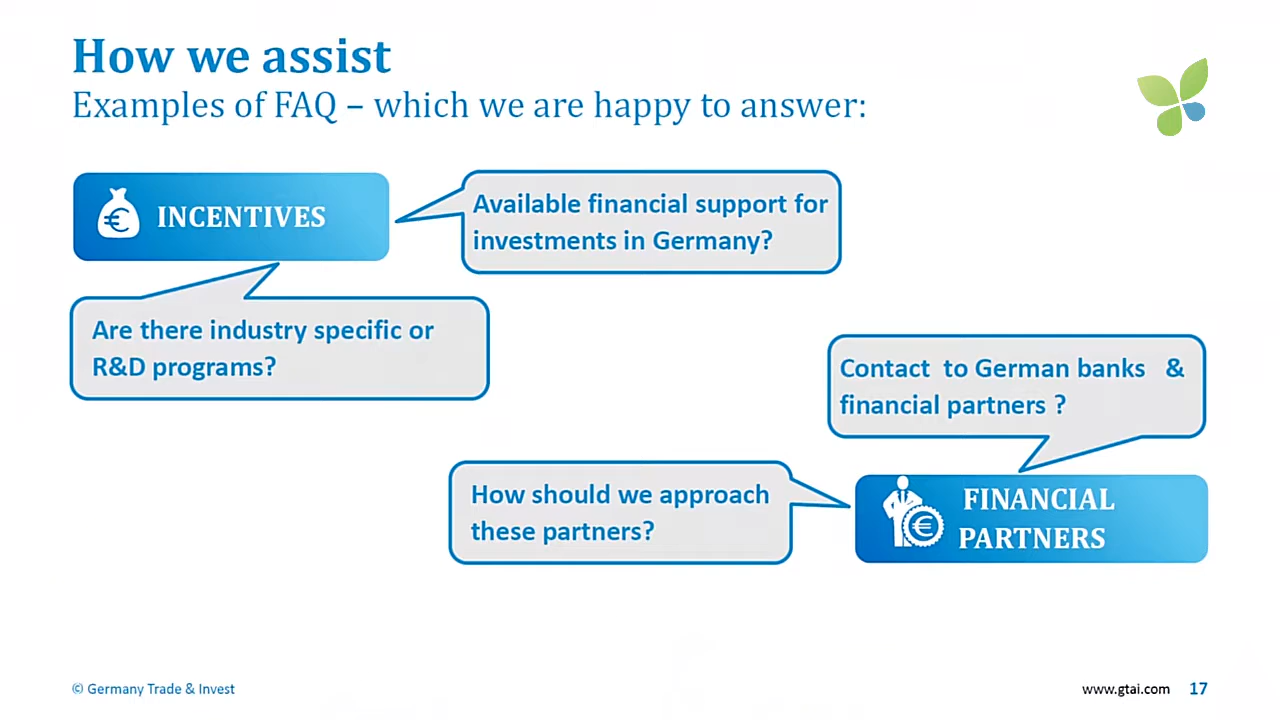 How we assist
Examples of FAQ – which we are happy to answer:
INCENTIVES
Available financial support for
investments in Germany?
Are there industry specific or
R&D programs?
Contact to German banks &
financial partners ?
How should we approach
these partners?
FINANCIAL
PARTNERS
© Germany Trade & Invest
www.gtai.com 17